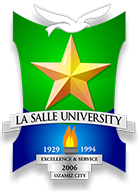 LA SALLE UNIVERSITY
1929 1994
EXCELLENCE & SERVICE
2006
OZAMIZ CITY